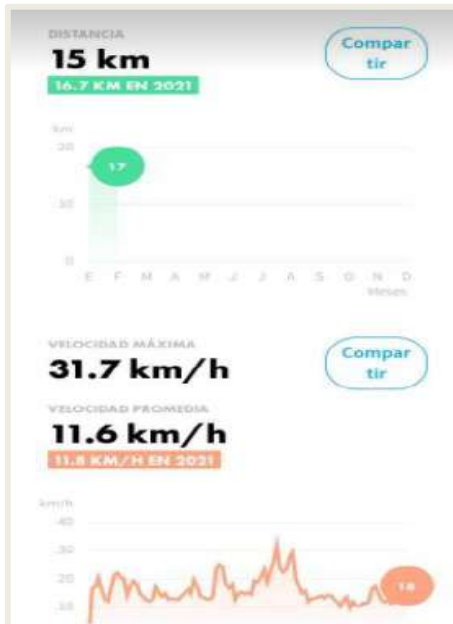 DISTANCIA
15 km
Compar
tir
16.7 KM EN 2021
km
20
17
10
0
E F M A M J J A S O N D
Meses
VELOCIDAD MÁXIMA
31.7 km/h
Compar
tir
VELOCIDAD PROMEDIA
11.6 km/h
11.8 KM/H EN 2021
km/h
40
30
20
18
10